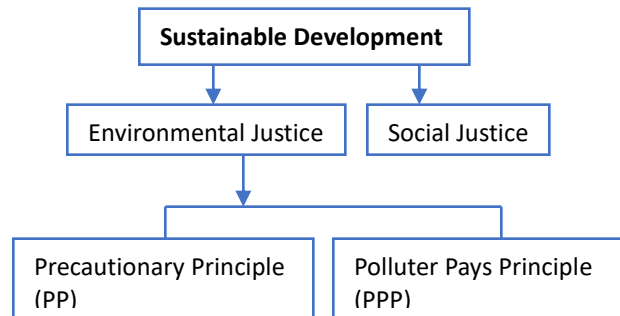 Sustainable Development
Environmental Justice
Social Justice
Precautionary Principle
(PP)
Polluter Pays Principle
(PPP)